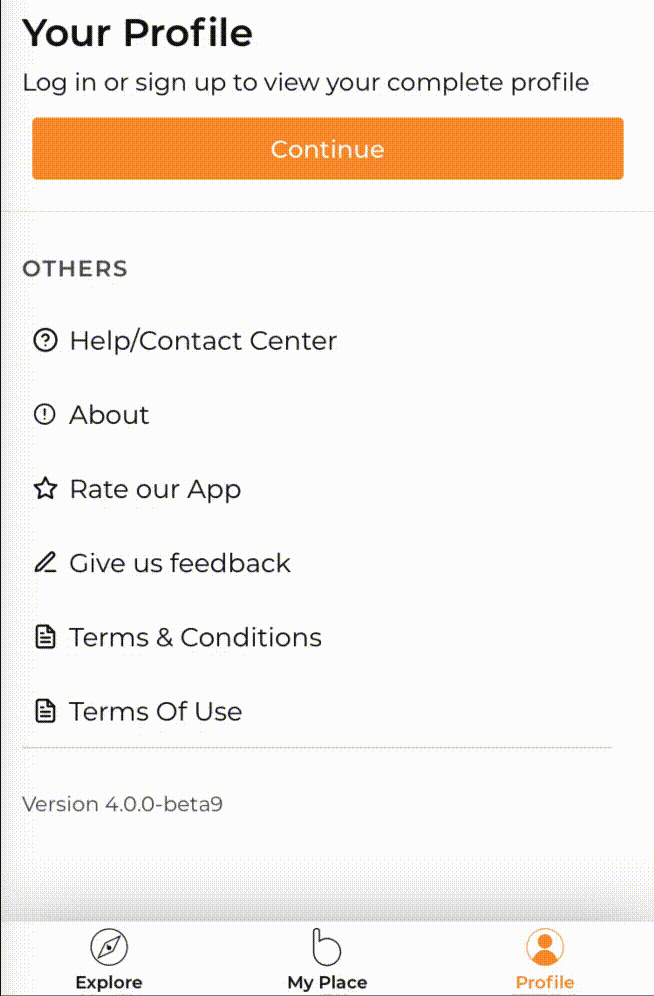 Your Profile
Log in or sign up to view your complete profile
Continue
OTHERS
Help/Contact Center
About
Rate our App
Give us feedback
Terms & Conditions
Terms Of Use
Version 4.0.0-beta9
Explore
My Place
Profile